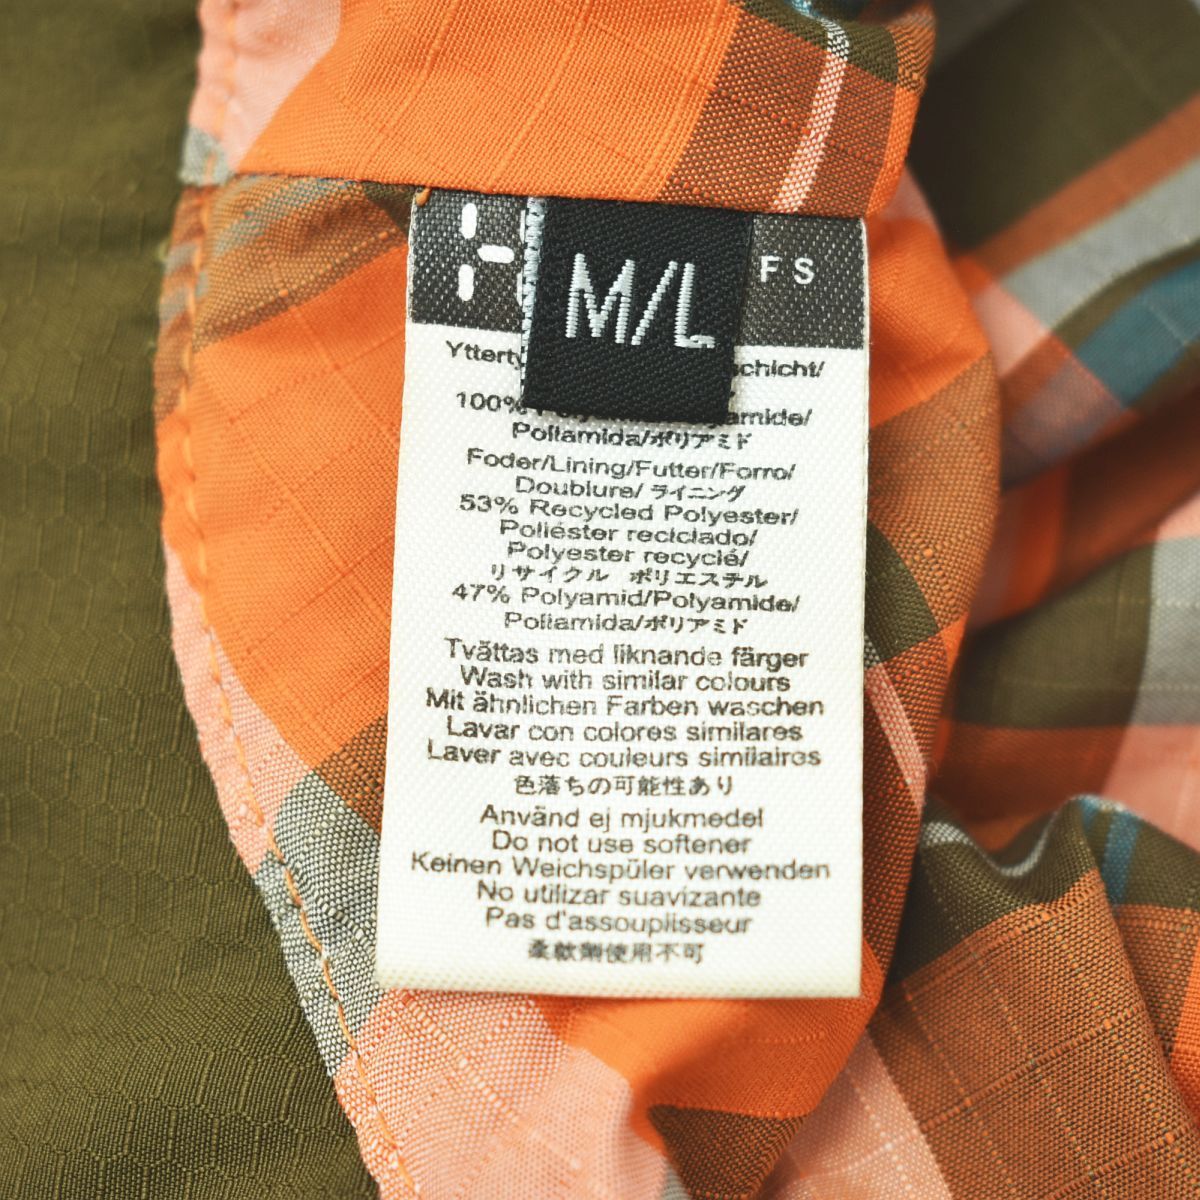 M/L
FS
100%
Poliamida/ポリアミド
Foder/Lining/Futter/Forro/
Doublure/ ライニング
53% Recycled Polyester/
Poliéster reciclado/
Polyester recyclé/
リサイクル ポリエステル
47% Polyamid/Polyamide/
Poliamida/ポリアミド
Tvättas med liknande färger
Wash with similar colours
Mit ähnlichen Farben waschen
Lavar con colores similares
Laver avec couleurs similaires
色落ちの可能性あり
Använd ej mjukmedel
Do not use softener
Keinen Weichspüler verwenden
No utilizar suavizante
Pas d'assouplisseur
柔軟剤使用不可